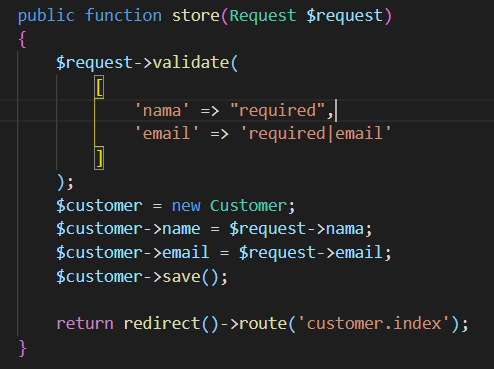 public function store(Request $request)
{
    $request->validate(
        [
            'nama' => "required",
            'email' => 'required|email'
        ]
    );
    $customer = new Customer;
    $customer->name = $request->nama;
    $customer->email = $request->email;
    $customer->save();

    return redirect()->route('customer.index');
}